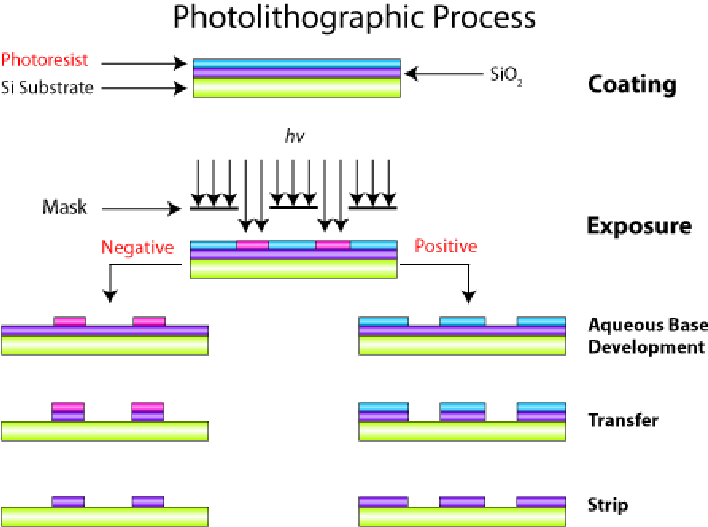 Photolithographic Process
Photoresist
Si Substrate
SiO₂
Coating
hν
Mask
Exposure
Negative
Positive
Aqueous Base
Development
Transfer
Strip